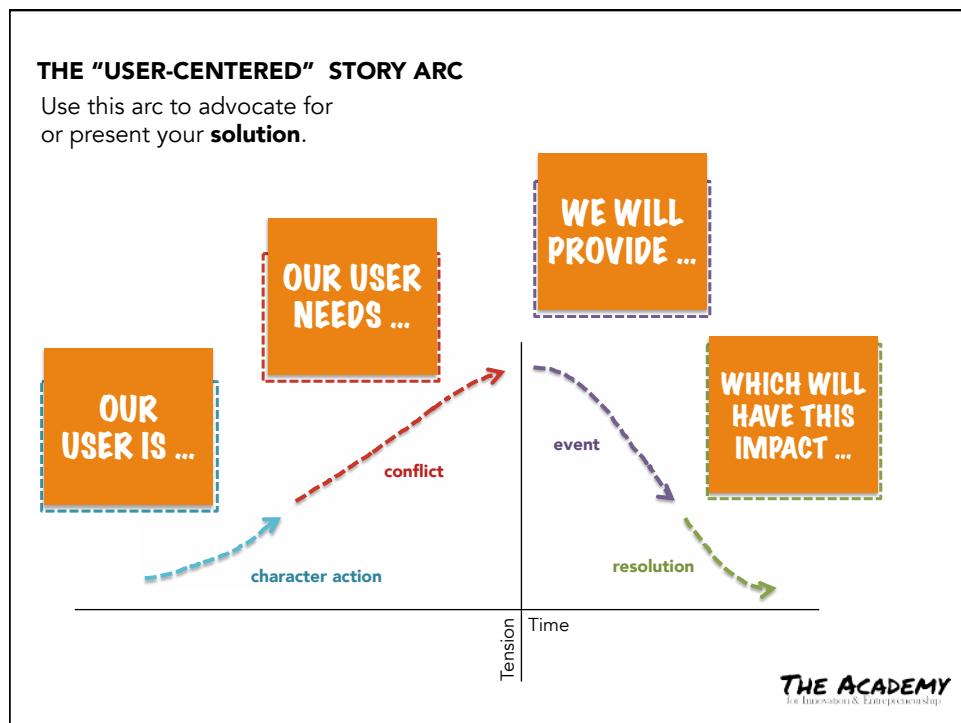 THE “USER-CENTERED” STORY ARC
Use this arc to advocate for
or present your solution.
WE WILL
PROVIDE ...
OUR USER
NEEDS ...
OUR
USER IS ...
WHICH WILL
HAVE THIS
IMPACT ...
event
conflict
resolution
character action
Tension
Time
THE ACADEMY
for Innovation & Entrepreneurship